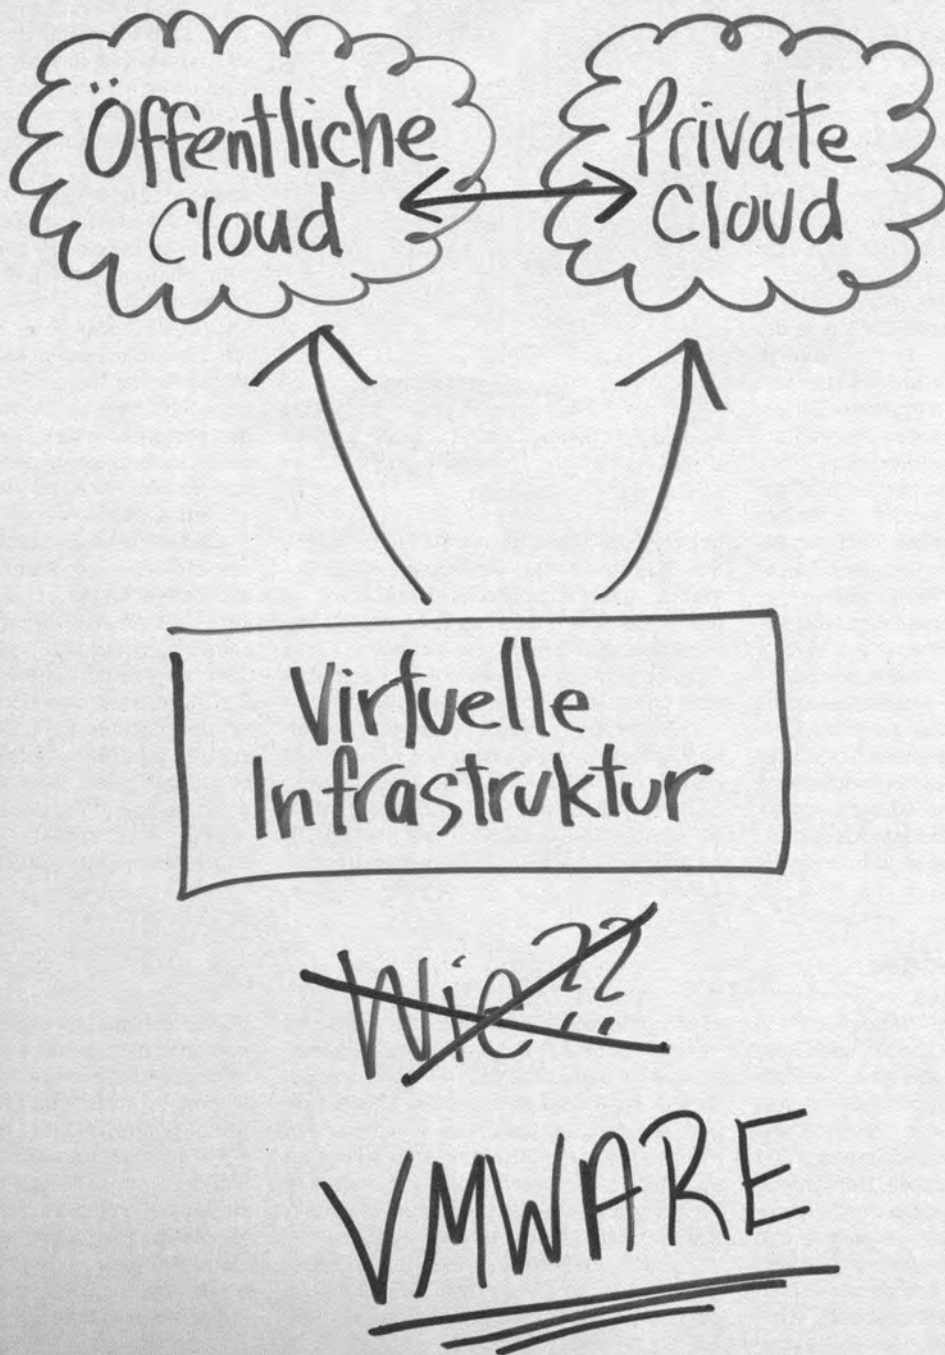 Öffentliche
Cloud
Private
Cloud
Virtuelle
Infrastruktur
Wie??
VMWARE